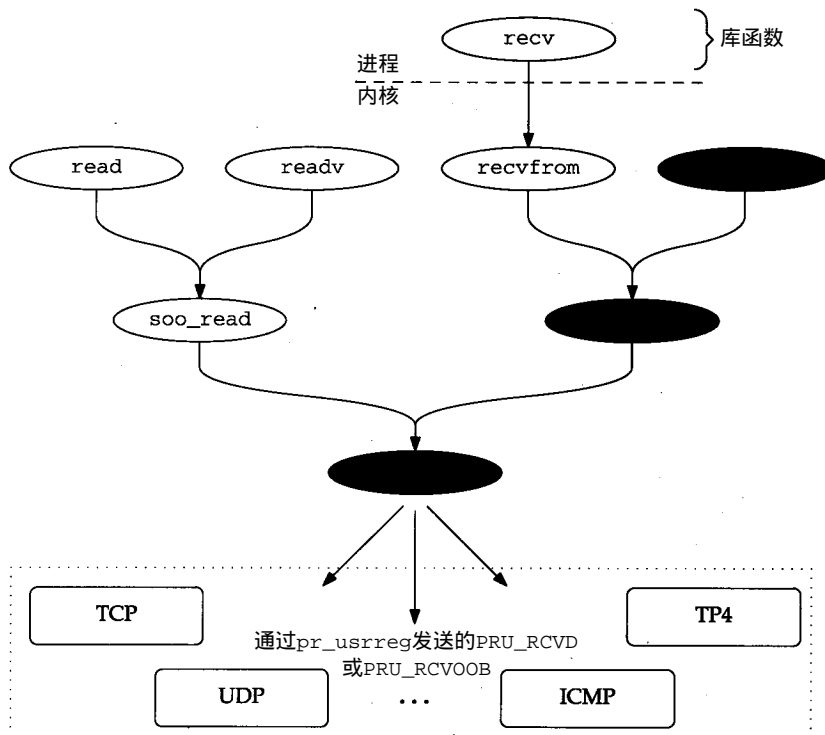 recv
库函数
进程
内核
read
readv
recvfrom
soo_read
TCP
TP4
通过pr_usrreg发送的PRU_RCVD
或PRU_RCVOOB
UDP
...
ICMP